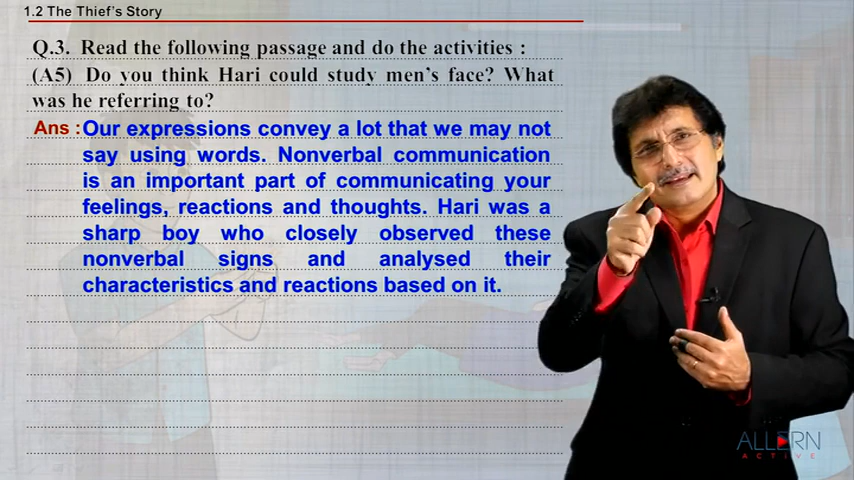 1.2 The Thief's Story
Q.3. Read the following passage and do the activities :
(A5) Do you think Hari could study men's face? What
was he referring to?
Ans : Our expressions convey a lot that we may not
say using words. Nonverbal communication
is an important part of communicating your
feelings, reactions and thoughts. Hari was a
sharp boy who closely observed these
nonverbal signs and analysed their
characteristics and reactions based on it.
ALLERN
ACTIVE